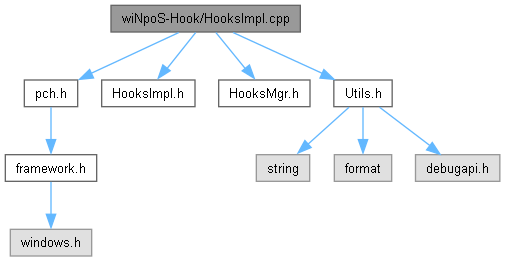 wiNpoS-Hook/HooksImpl.cpp
pch.h
HooksImpl.h
HooksMgr.h
Utils.h
framework.h
string
format
debugapi.h
windows.h